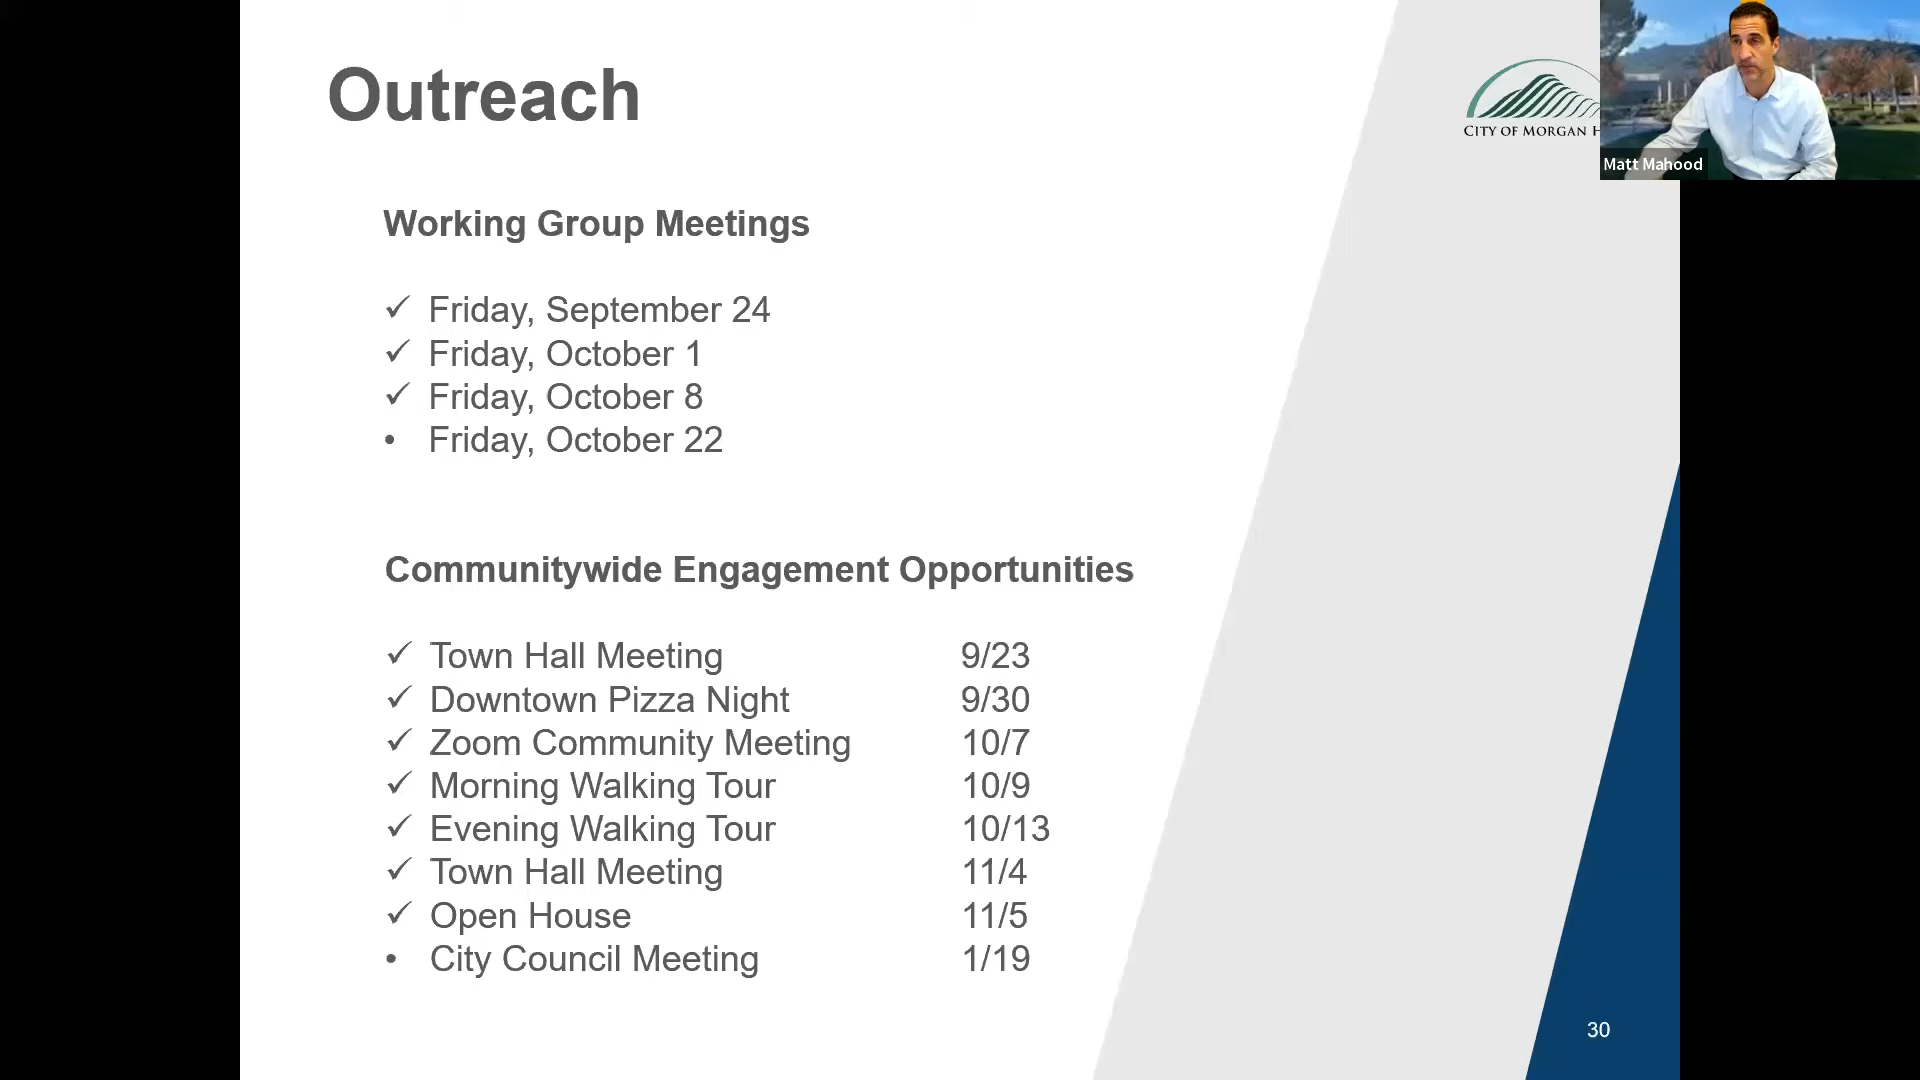 Outreach
CITY OF MORGAN H
Matt Mahood
Working Group Meetings
✓ Friday, September 24
✓ Friday, October 1
✓ Friday, October 8
• Friday, October 22
Communitywide Engagement Opportunities
✓ Town Hall Meeting 9/23
✓ Downtown Pizza Night 9/30
✓ Zoom Community Meeting 10/7
✓ Morning Walking Tour 10/9
✓ Evening Walking Tour 10/13
✓ Town Hall Meeting 11/4
✓ Open House 11/5
• City Council Meeting 1/19
30